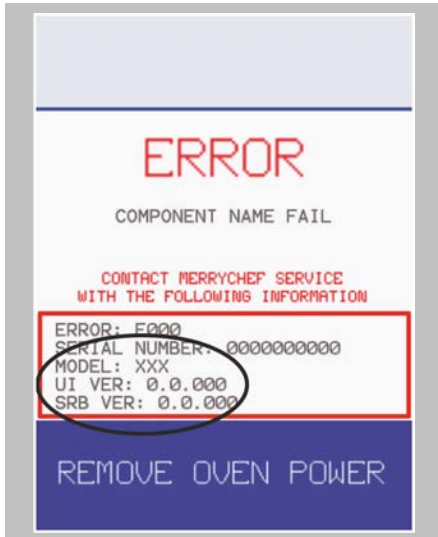 ERROR
COMPONENT NAME FAIL
CONTACT MERRYCHEF SERVICE
WITH THE FOLLOWING INFORMATION
ERROR: E000
SERIAL NUMBER: 0000000000
MODEL: XXX
UI VER: 0.0.000
SRB VER: 0.0.000
REMOVE OVEN POWER